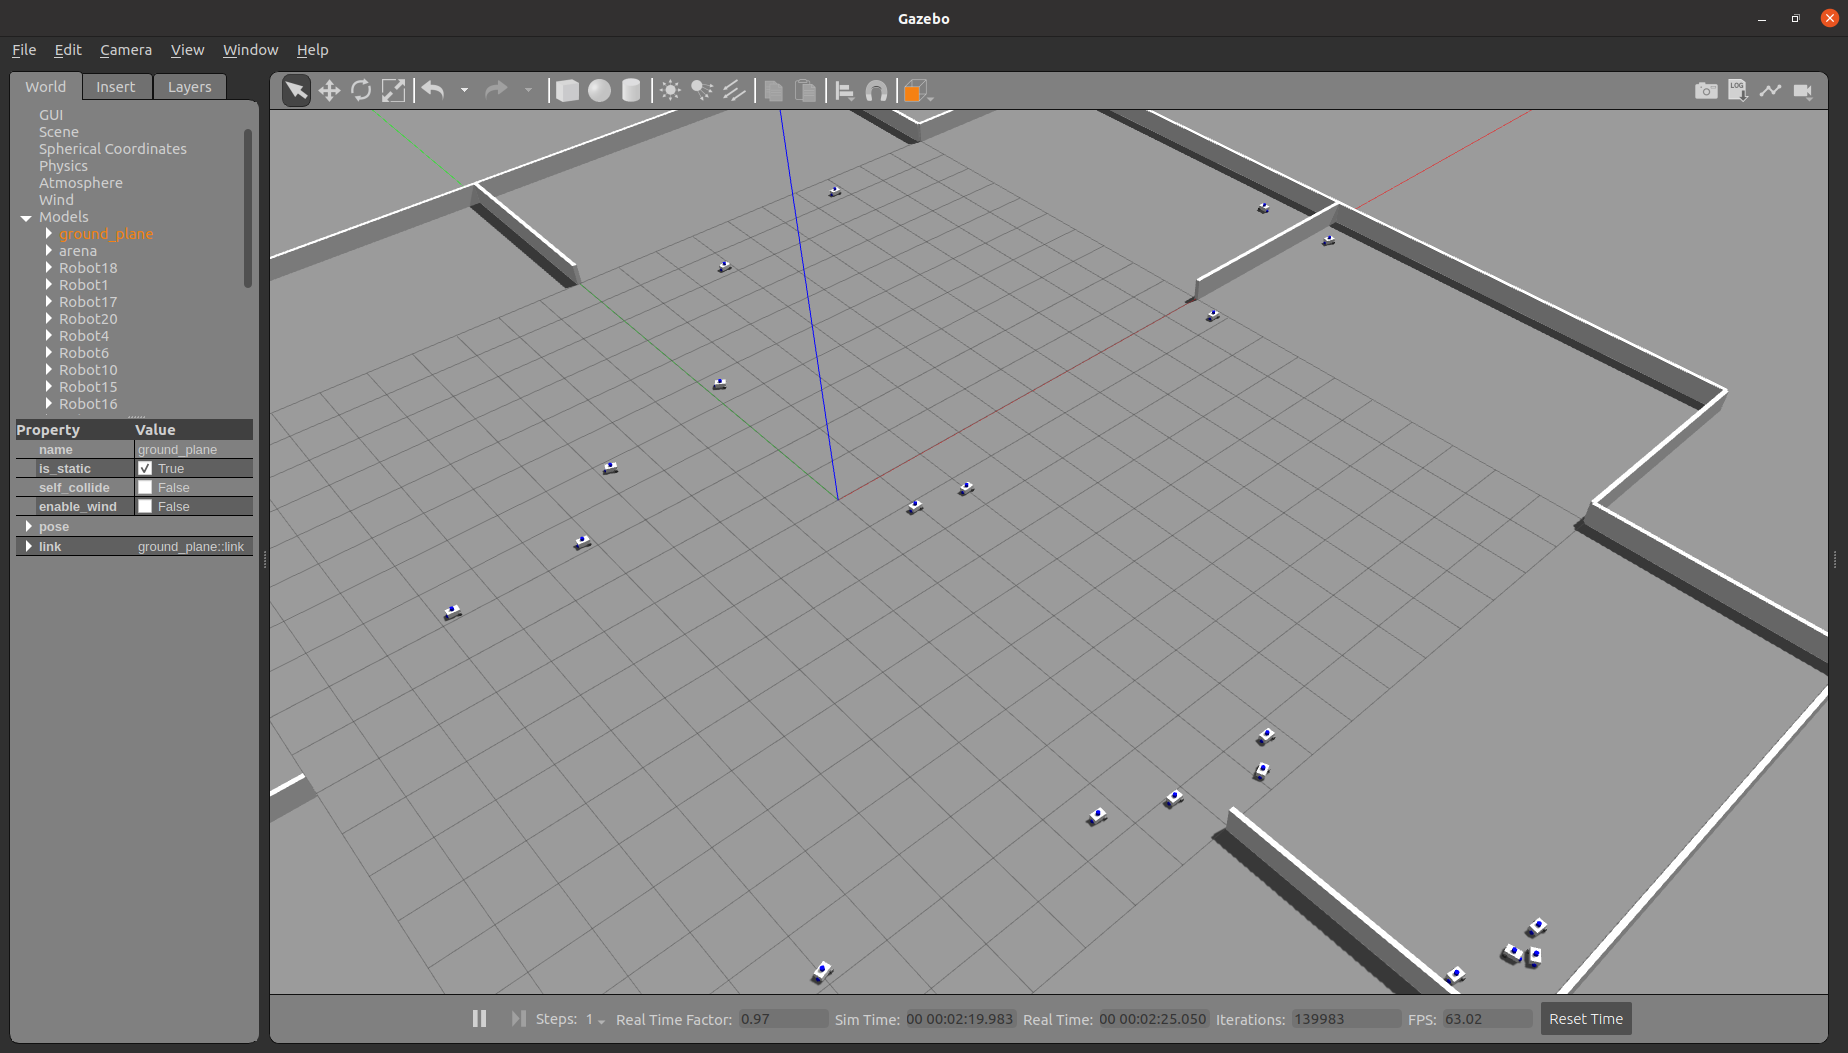 Gazebo
File Edit Camera View Window Help
World Insert Layers
LOG
GUI
Scene
Spherical Coordinates
Physics
Atmosphere
Wind
Models
ground_plane
arena
Robot18
Robot1
Robot17
Robot20
Robot4
Robot6
Robot10
Robot15
Robot16
Property Value
name ground_plane
is_static True
self_collide False
enable_wind False
pose
link ground_plane::link
Steps: 1 Real Time Factor: 0.97 Sim Time: 00 00:02:19.983 Real Time: 00 00:02:25.050 Iterations: 139983 FPS: 63.02 Reset Time